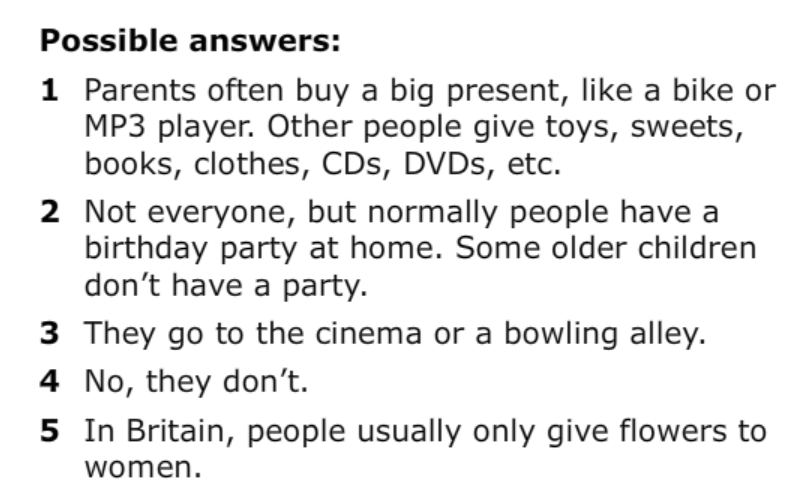 Possible answers:
1 Parents often buy a big present, like a bike or
MP3 player. Other people give toys, sweets,
books, clothes, CDs, DVDs, etc.
2 Not everyone, but normally people have a
birthday party at home. Some older children
don’t have a party.
3 They go to the cinema or a bowling alley.
4 No, they don’t.
5 In Britain, people usually only give flowers to
women.